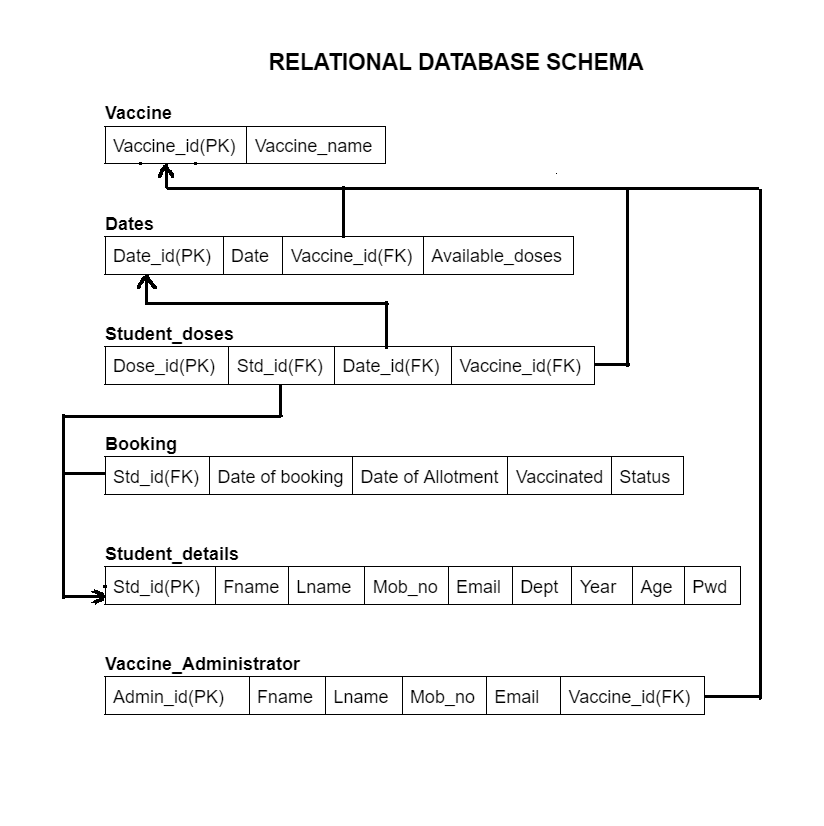 RELATIONAL DATABASE SCHEMA
Vaccine
Vaccine_id(PK) Vaccine_name
Dates
Date_id(PK) Date Vaccine_id(FK) Available_doses
Student_doses
Dose_id(PK) Std_id(FK) Date_id(FK) Vaccine_id(FK)
Booking
Std_id(FK) Date of booking Date of Allotment Vaccinated Status
Student_details
Std_id(PK) Fname Lname Mob_no Email Dept Year Age Pwd
Vaccine_Administrator
Admin_id(PK) Fname Lname Mob_no Email Vaccine_id(FK)